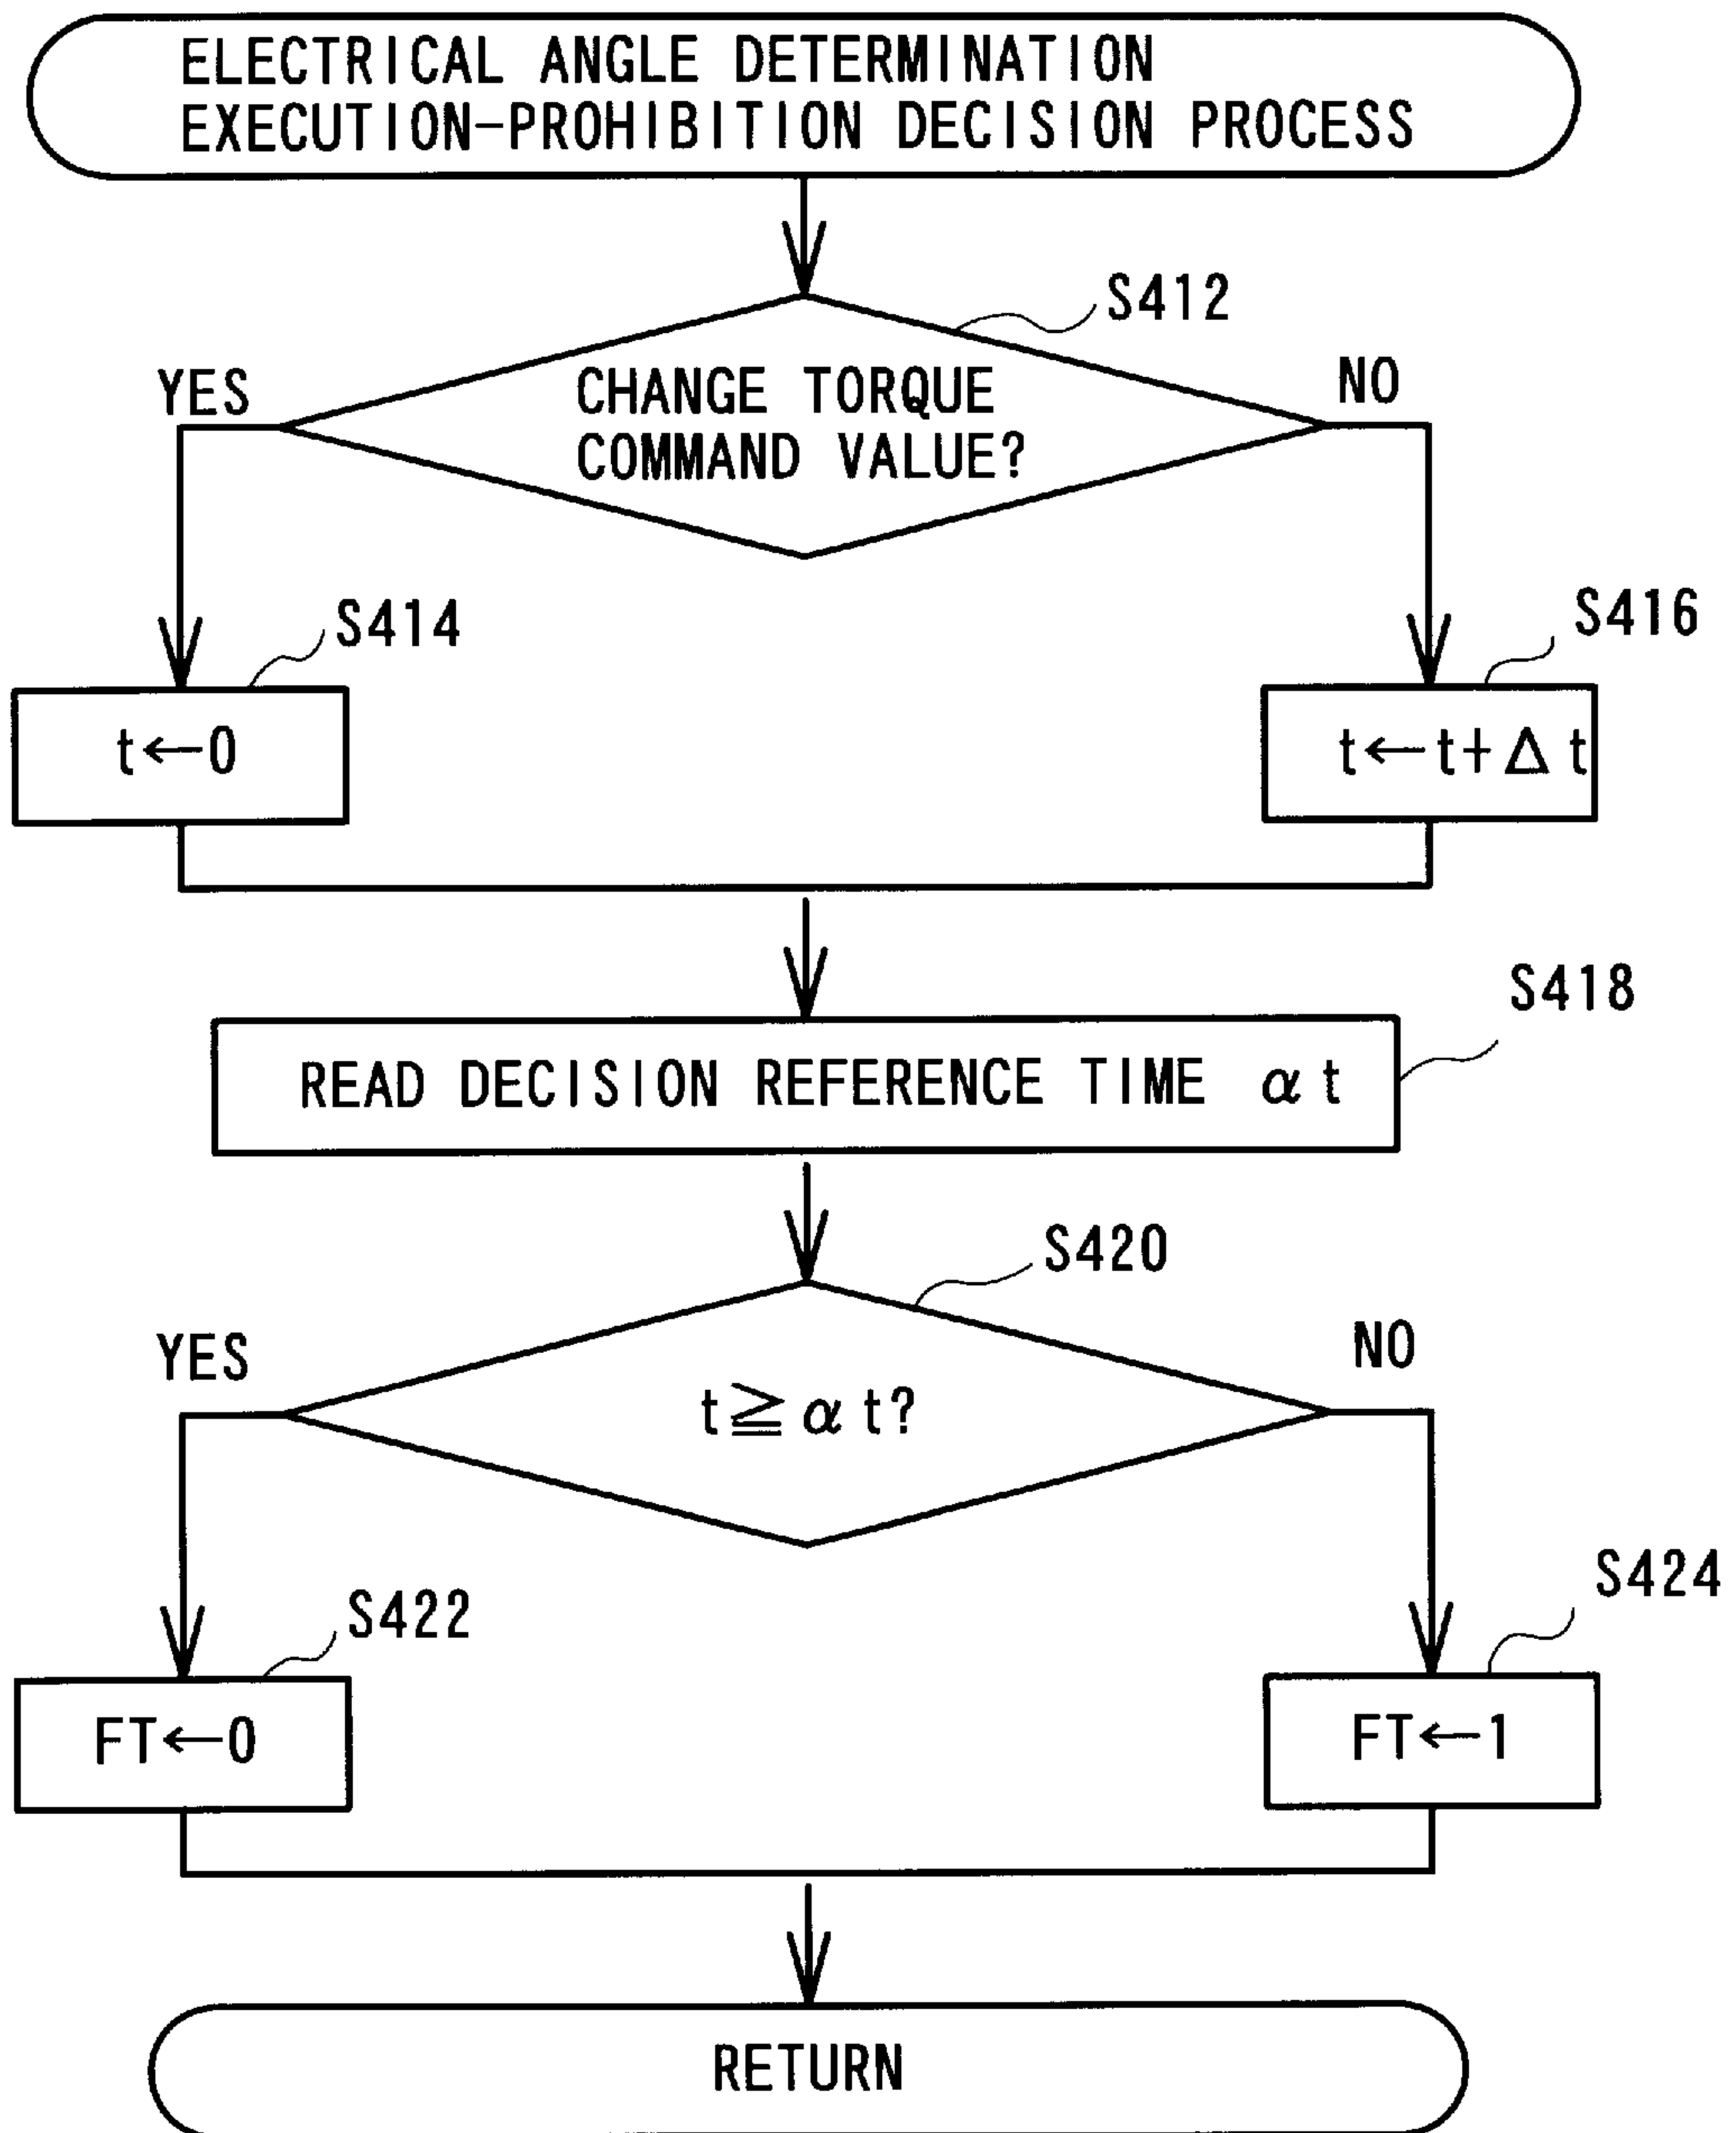 ELECTRICAL ANGLE DETERMINATION
EXECUTION-PROHIBITION DECISION PROCESS
S412
YES
NO
CHANGE TORQUE
COMMAND VALUE?
S414
S416
t←0
t←t+Δt
S418
READ DECISION REFERENCE TIME αt
S420
YES
NO
t≧αt?
S422
S424
FT←0
FT←1
RETURN